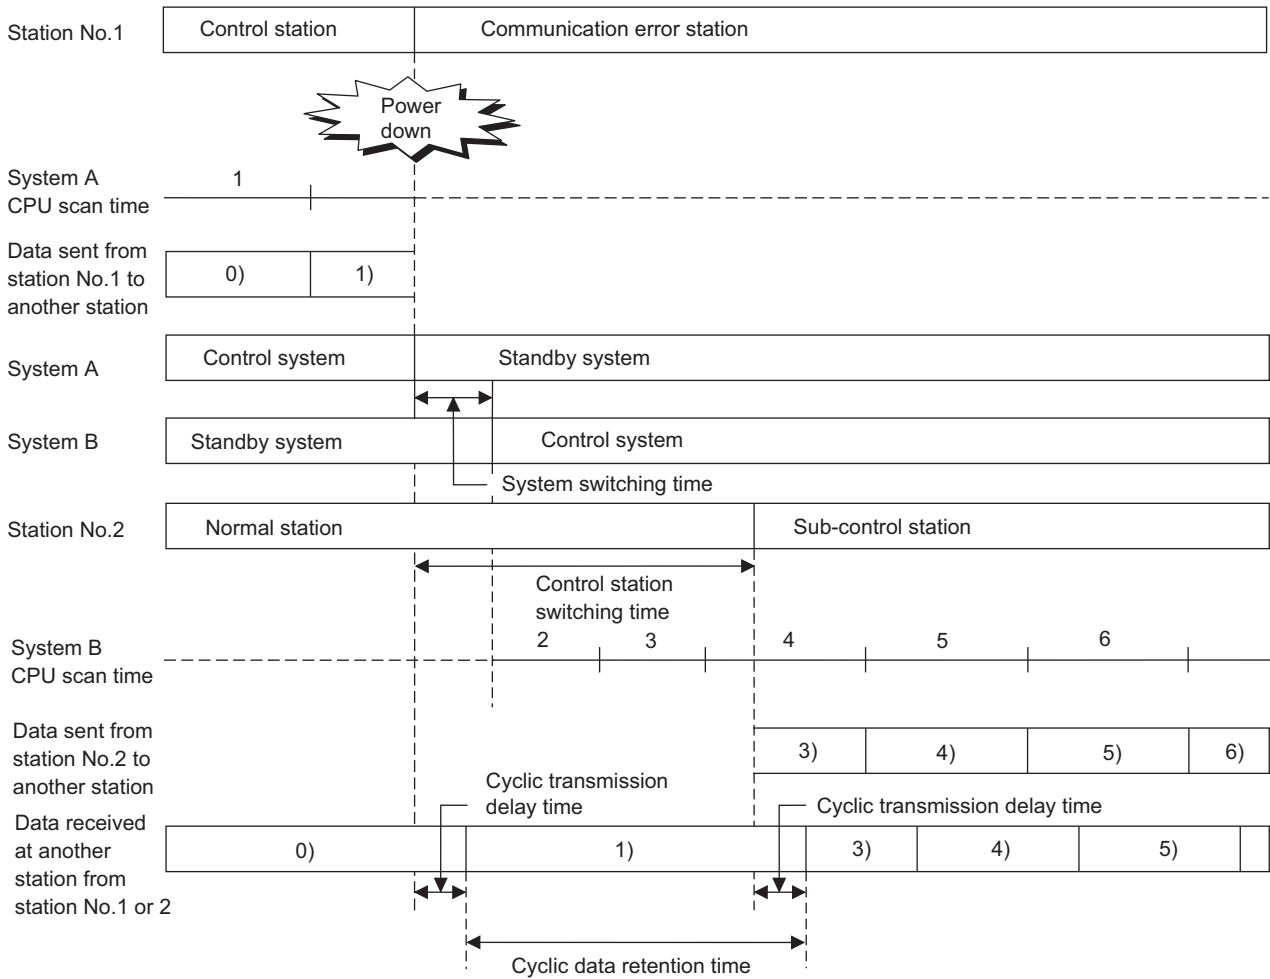 Station No.1
Control station
Communication error station
Power
down
System A
CPU scan time
1
Data sent from
station No.1 to
another station
0)
1)
System A
Control system
Standby system
System B
Standby system
Control system
System switching time
Station No.2
Normal station
Sub-control station
Control station
switching time
System B
CPU scan time
2
3
4
5
6
Data sent from
station No.2 to
another station
3)
4)
5)
6)
Cyclic transmission
delay time
Cyclic transmission delay time
Data received
at another
station from
station No.1 or 2
0)
1)
3)
4)
5)
Cyclic data retention time